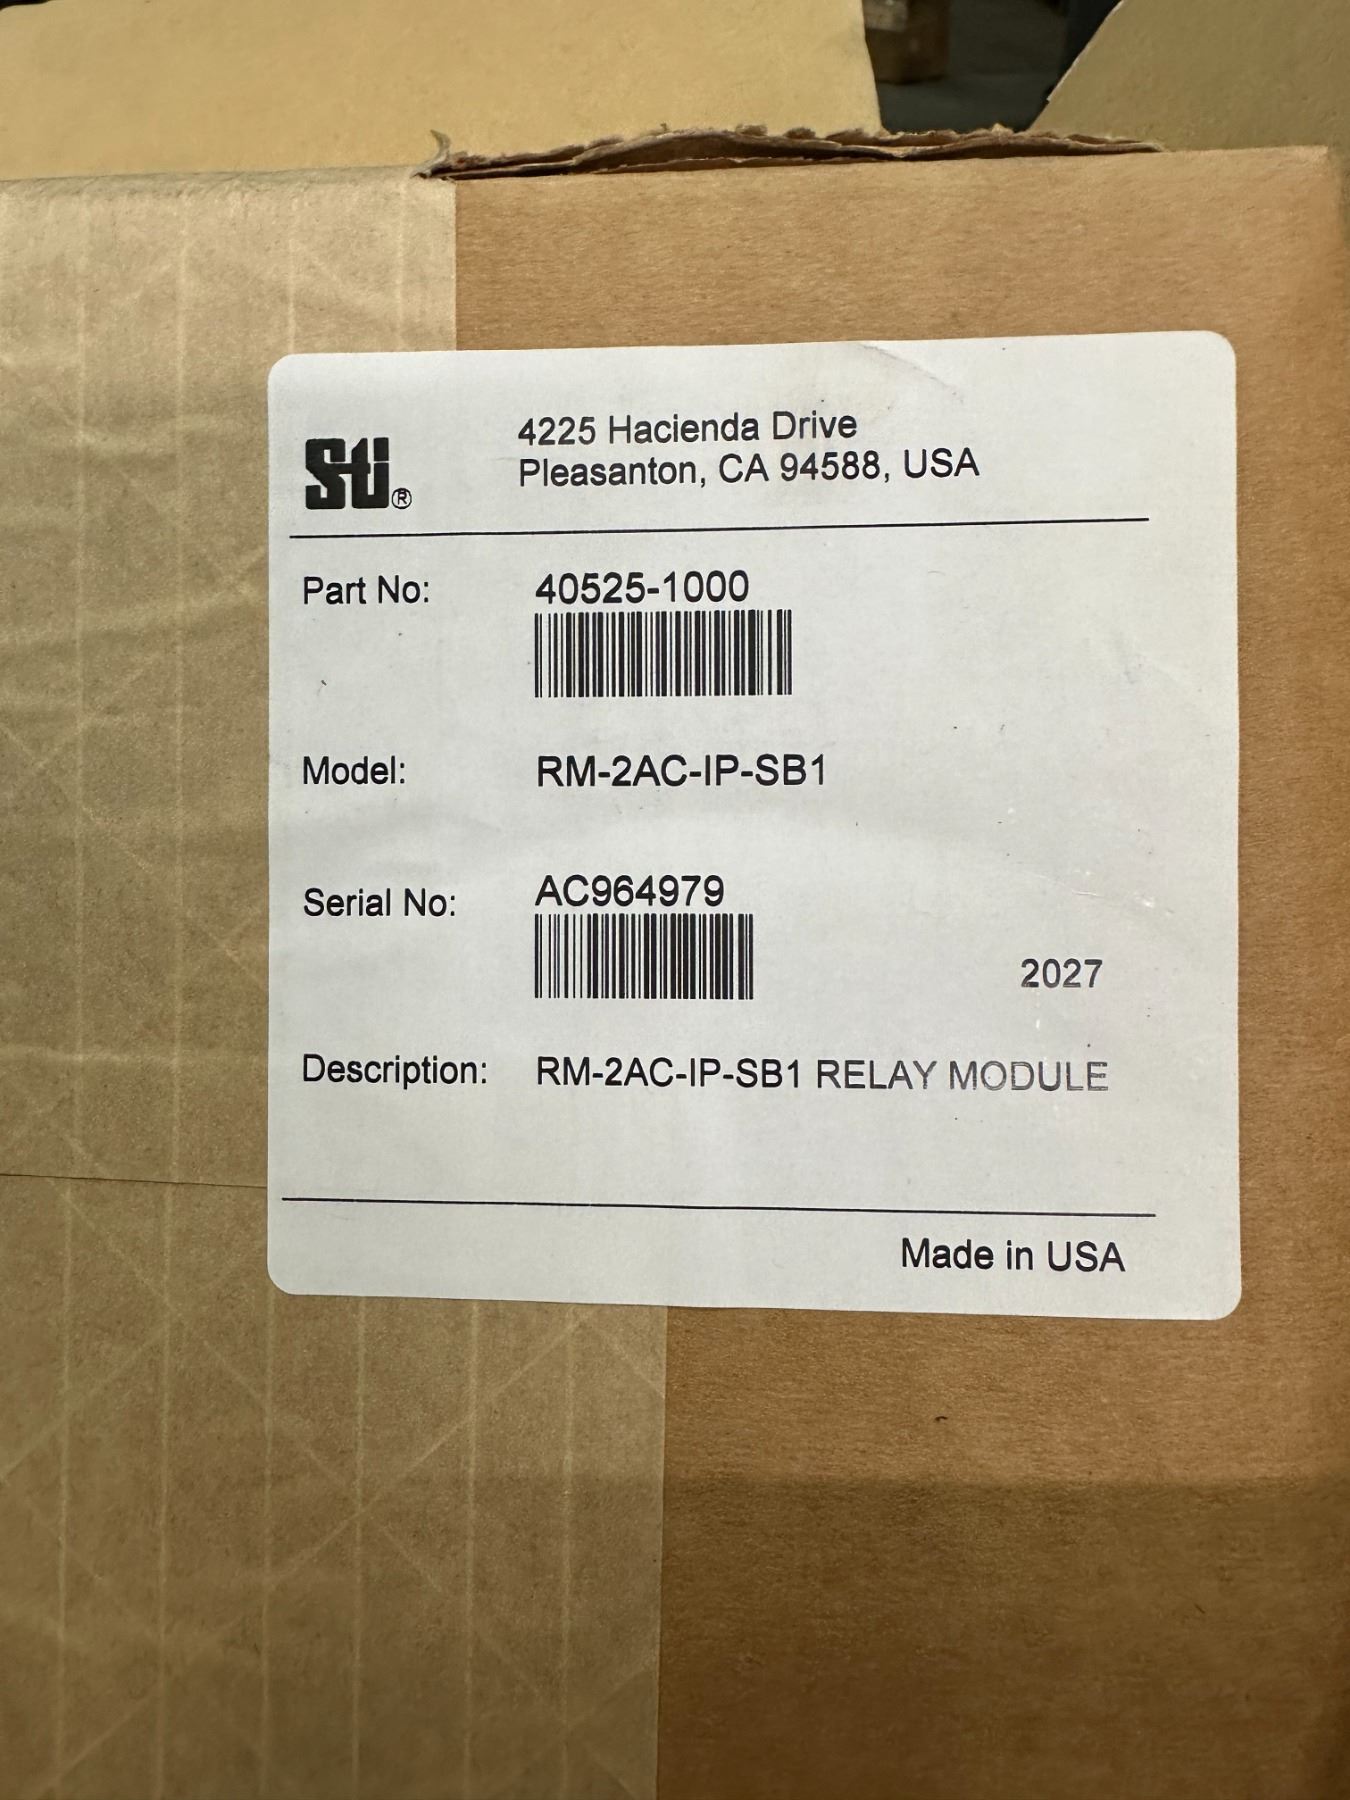 Sti®
4225 Hacienda Drive
Pleasanton, CA 94588, USA
Part No: 40525-1000
Model: RM-2AC-IP-SB1
Serial No: AC964979
2027
Description: RM-2AC-IP-SB1 RELAY MODULE
Made in USA